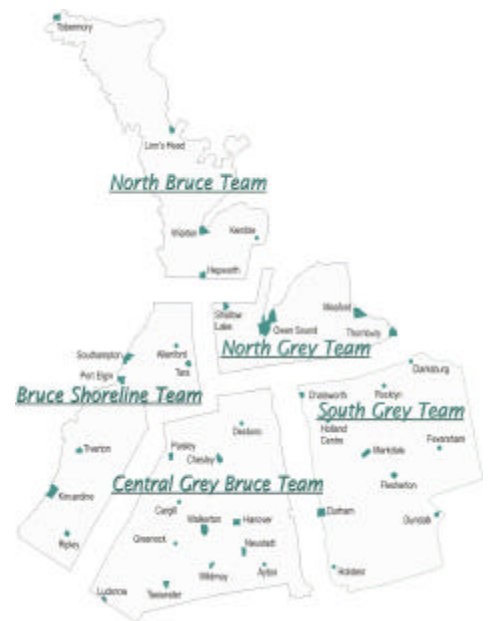 Tobermory
Lion's Head
North Bruce Team
Wiarton
Kemble
Hepworth
Shallow
Lake
Meaford
Owen Sound
Thornbury
North Grey Team
Southampton
Allenford
Tara
Port Elgin
Bruce Shoreline Team
Clarksburg
Chatsworth
Rocklyn
South Grey Team
Holland
Centre
Feversham
Markdale
Flesherton
Durham
Dundalk
Holstein
Desboro
Paisley
Chesley
Central Grey Bruce Team
Tiverton
Kincardine
Ripley
Cargill
Walkerton
Hanover
Greenock
Neustadt
Mildmay
Ayton
Teeswater
Lucknow